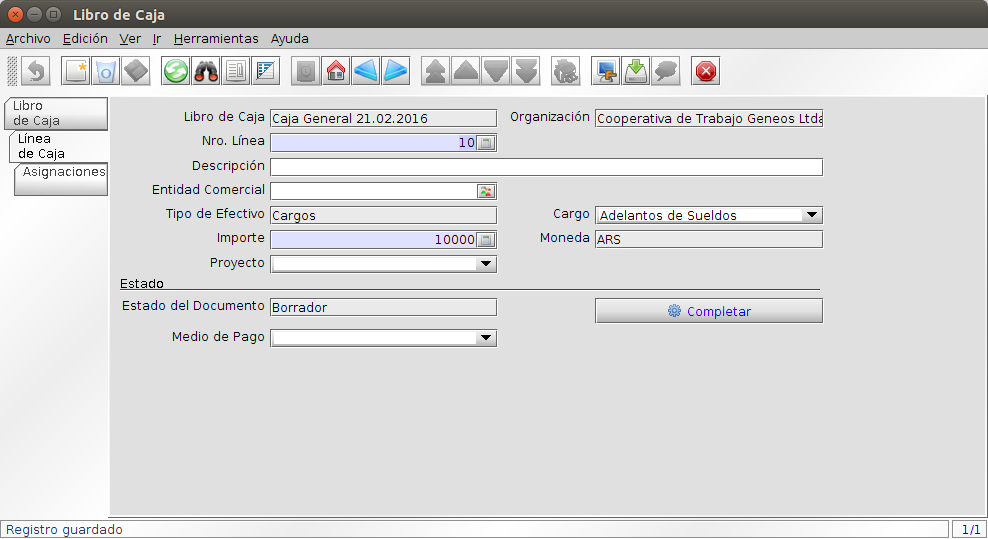 Libro de Caja
Archivo Edición Ver Ir Herramientas Ayuda
Libro
de Caja
Línea
de Caja
Asignaciones
Libro de Caja Caja General 21.02.2016 Organización Cooperativa de Trabajo Geneos Ltda
Nro. Línea 10
Descripción
Entidad Comercial
Tipo de Efectivo Cargos Cargo Adelantos de Sueldos
Importe 10000 Moneda ARS
Proyecto
Estado
Estado del Documento Borrador Completar
Medio de Pago
Registro guardado 1/1